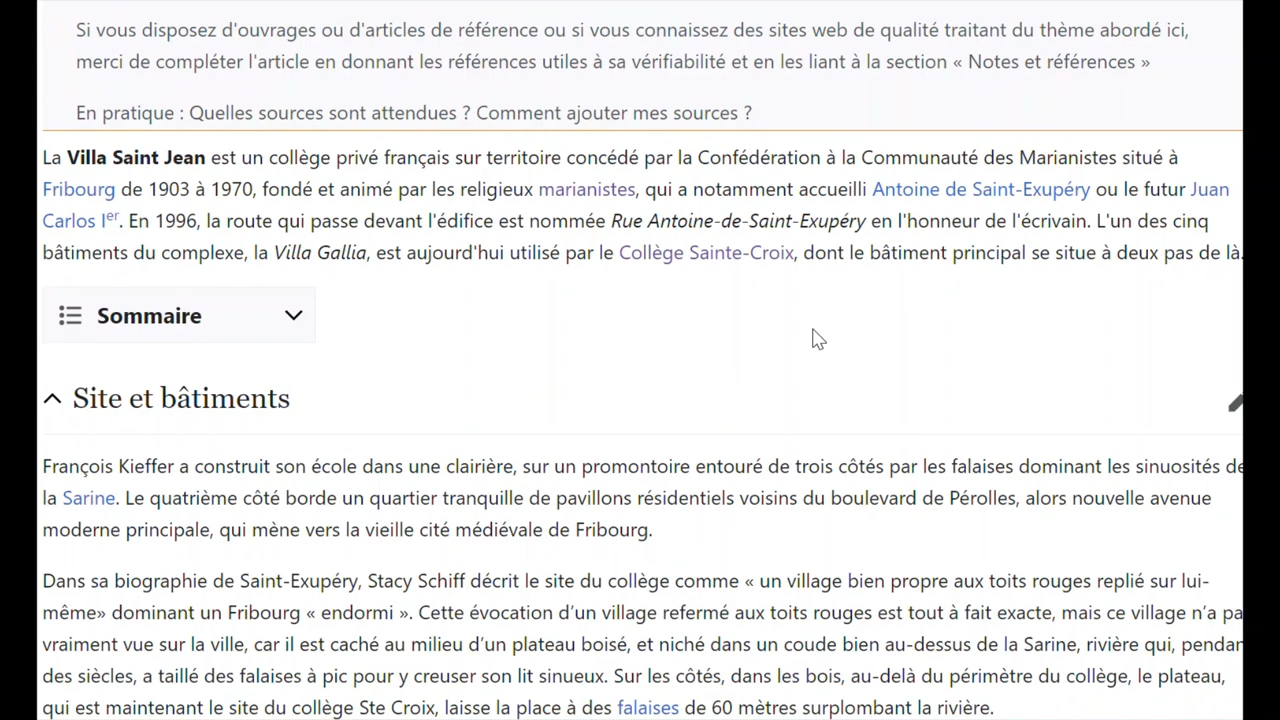 Si vous disposez d'ouvrages ou d'articles de référence ou si vous connaissez des sites web de qualité traitant du thème abordé ici,
merci de compléter l'article en donnant les références utiles à sa vérifiabilité et en les liant à la section « Notes et références »
En pratique : Quelles sources sont attendues ? Comment ajouter mes sources ?
La Villa Saint Jean est un collège privé français sur territoire concédé par la Confédération à la Communauté des Marianistes situé à
Fribourg de 1903 à 1970, fondé et animé par les religieux marianistes, qui a notamment accueilli Antoine de Saint-Exupéry ou le futur Juan
Carlos Ier. En 1996, la route qui passe devant l'édifice est nommée Rue Antoine-de-Saint-Exupéry en l'honneur de l'écrivain. L'un des cinq
bâtiments du complexe, la Villa Gallia, est aujourd'hui utilisé par le Collège Sainte-Croix, dont le bâtiment principal se situe à deux pas de là.
Sommaire
Site et bâtiments
François Kieffer a construit son école dans une clairière, sur un promontoire entouré de trois côtés par les falaises dominant les sinuosités de
la Sarine. Le quatrième côté borde un quartier tranquille de pavillons résidentiels voisins du boulevard de Pérolles, alors nouvelle avenue
moderne principale, qui mène vers la vieille cité médiévale de Fribourg.
Dans sa biographie de Saint-Exupéry, Stacy Schiff décrit le site du collège comme « un village bien propre aux toits rouges replié sur lui-
même» dominant un Fribourg « endormi ». Cette évocation d’un village refermé aux toits rouges est tout à fait exacte, mais ce village n’a pa
vraiment vue sur la ville, car il est caché au milieu d’un plateau boisé, et niché dans un coude bien au-dessus de la Sarine, rivière qui, pendan
des siècles, a taillé des falaises à pic pour y creuser son lit sinueux. Sur les côtés, dans les bois, au-delà du périmètre du collège, le plateau,
qui est maintenant le site du collège Ste Croix, laisse la place à des falaises de 60 mètres surplombant la rivière.